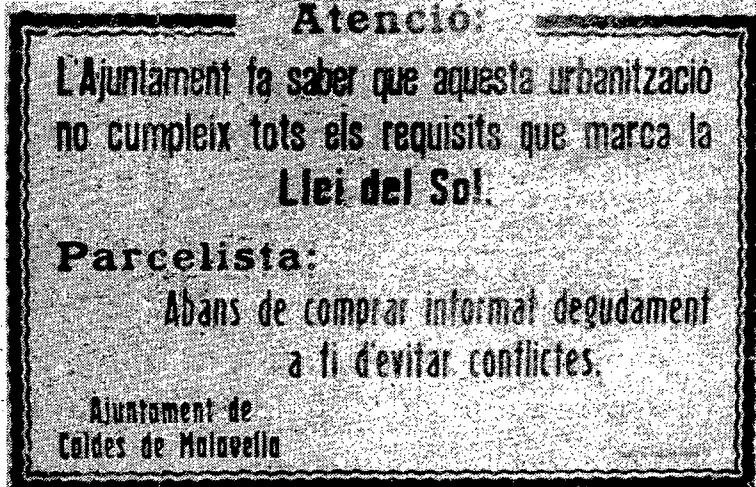 Atenció:
L'Ajuntament fa saber que aquesta urbanització
no cumpleix tots els requisits que marca la
Llei del Sol.
Parcelista:
Abans de comprar informat degudament
a fi d'evitar conflictes.
Ajuntament de
Caldes de Malavella